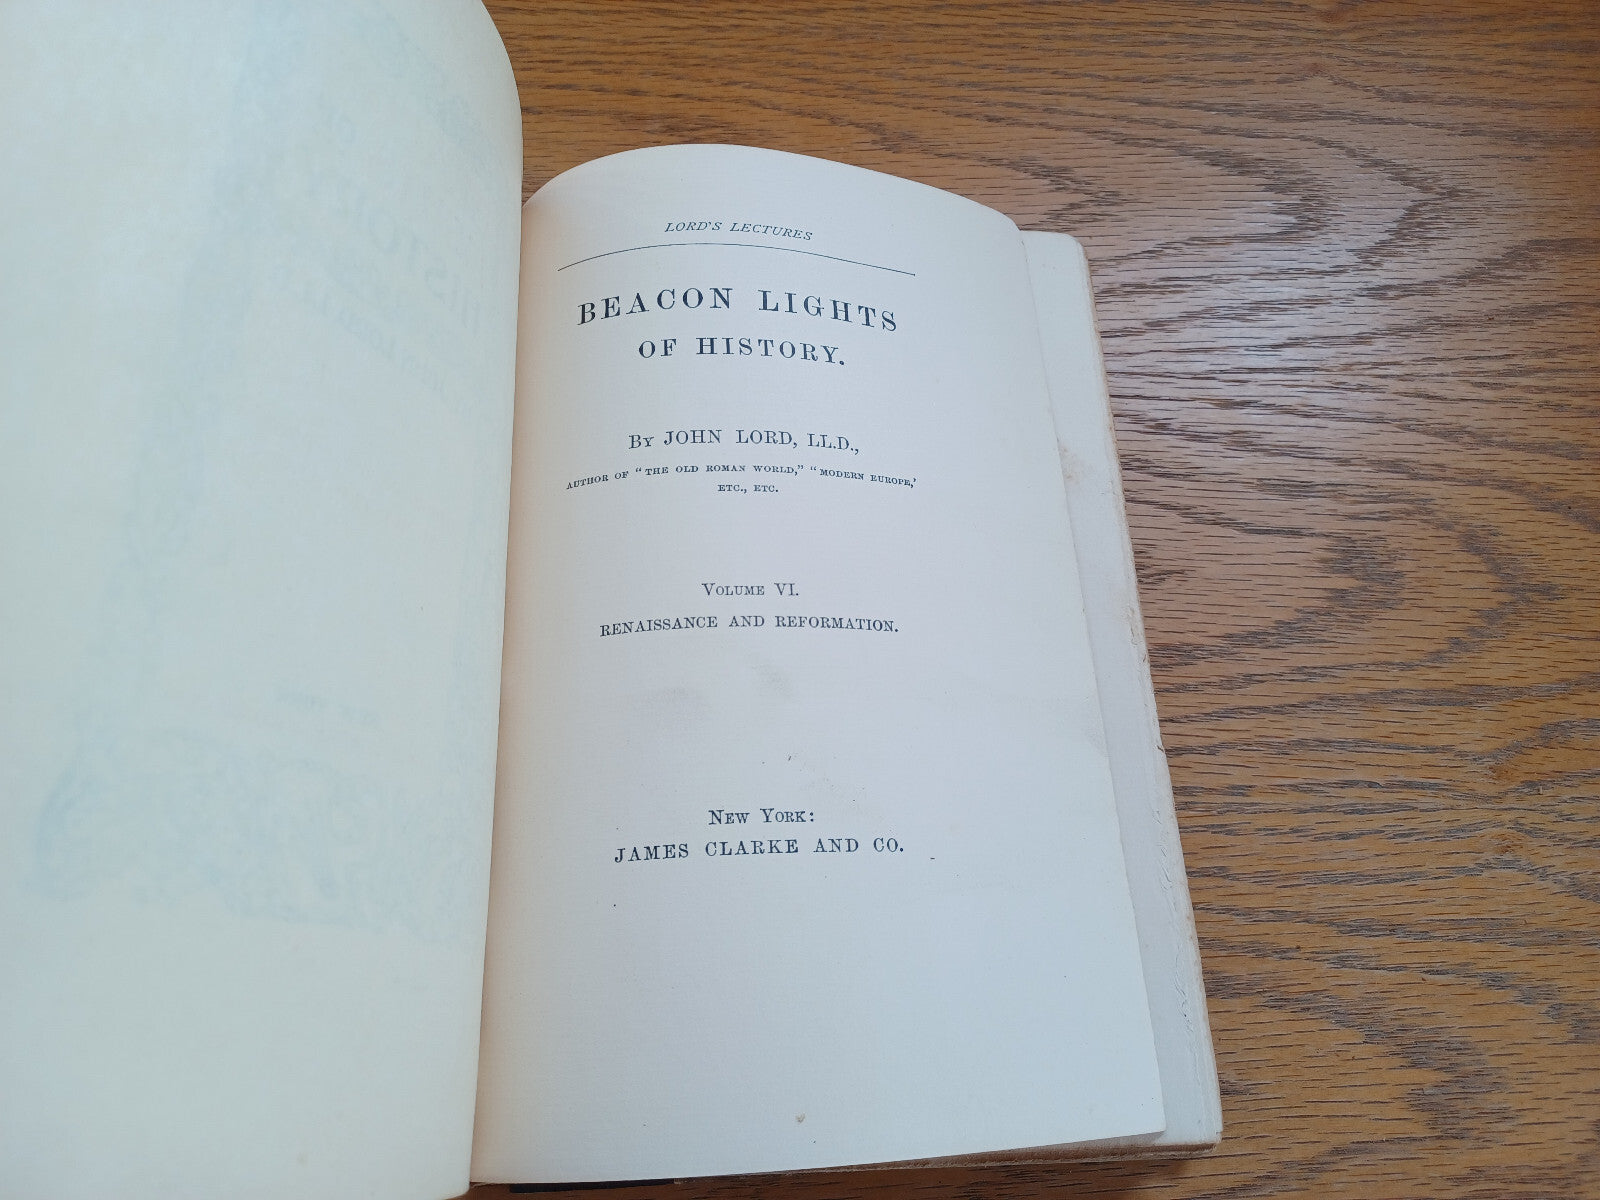 LORD'S LECTURES
BEACON LIGHTS
OF HISTORY.
By JOHN LORD, LL.D.,
AUTHOR OF "THE OLD ROMAN WORLD," "MODERN EUROPE,'
ETC., ETC.
VOLUME VI.
RENAISSANCE AND REFORMATION.
NEW YORK:
JAMES CLARKE AND CO.